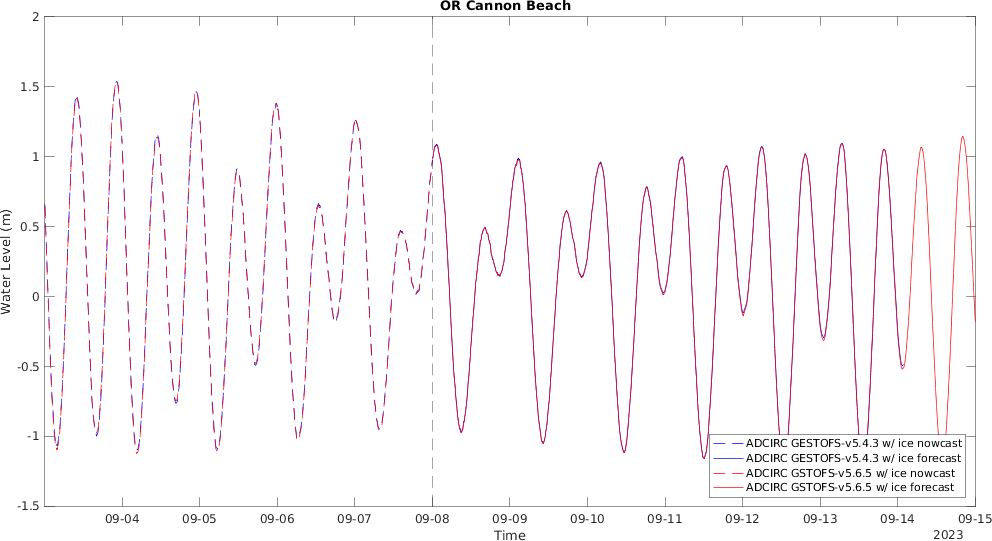 OR Cannon Beach
2
1.5
1
0.5
0
-0.5
-1
-1.5
Water Level (m)
ADCIRC GESTOFS-v5.4.3 w/ ice nowcast
ADCIRC GSTOFS-v5.4.3 w/ ice forecast
ADCIRC GSTOFS-v5.6.5 w/ ice nowcast
ADCIRC GSTOFS-v5.6.5 w/ ice forecast
09-04 09-05 09-06 09-07 09-08 09-09 09-10 09-11 09-12 09-13 09-14 09-15
Time
2023